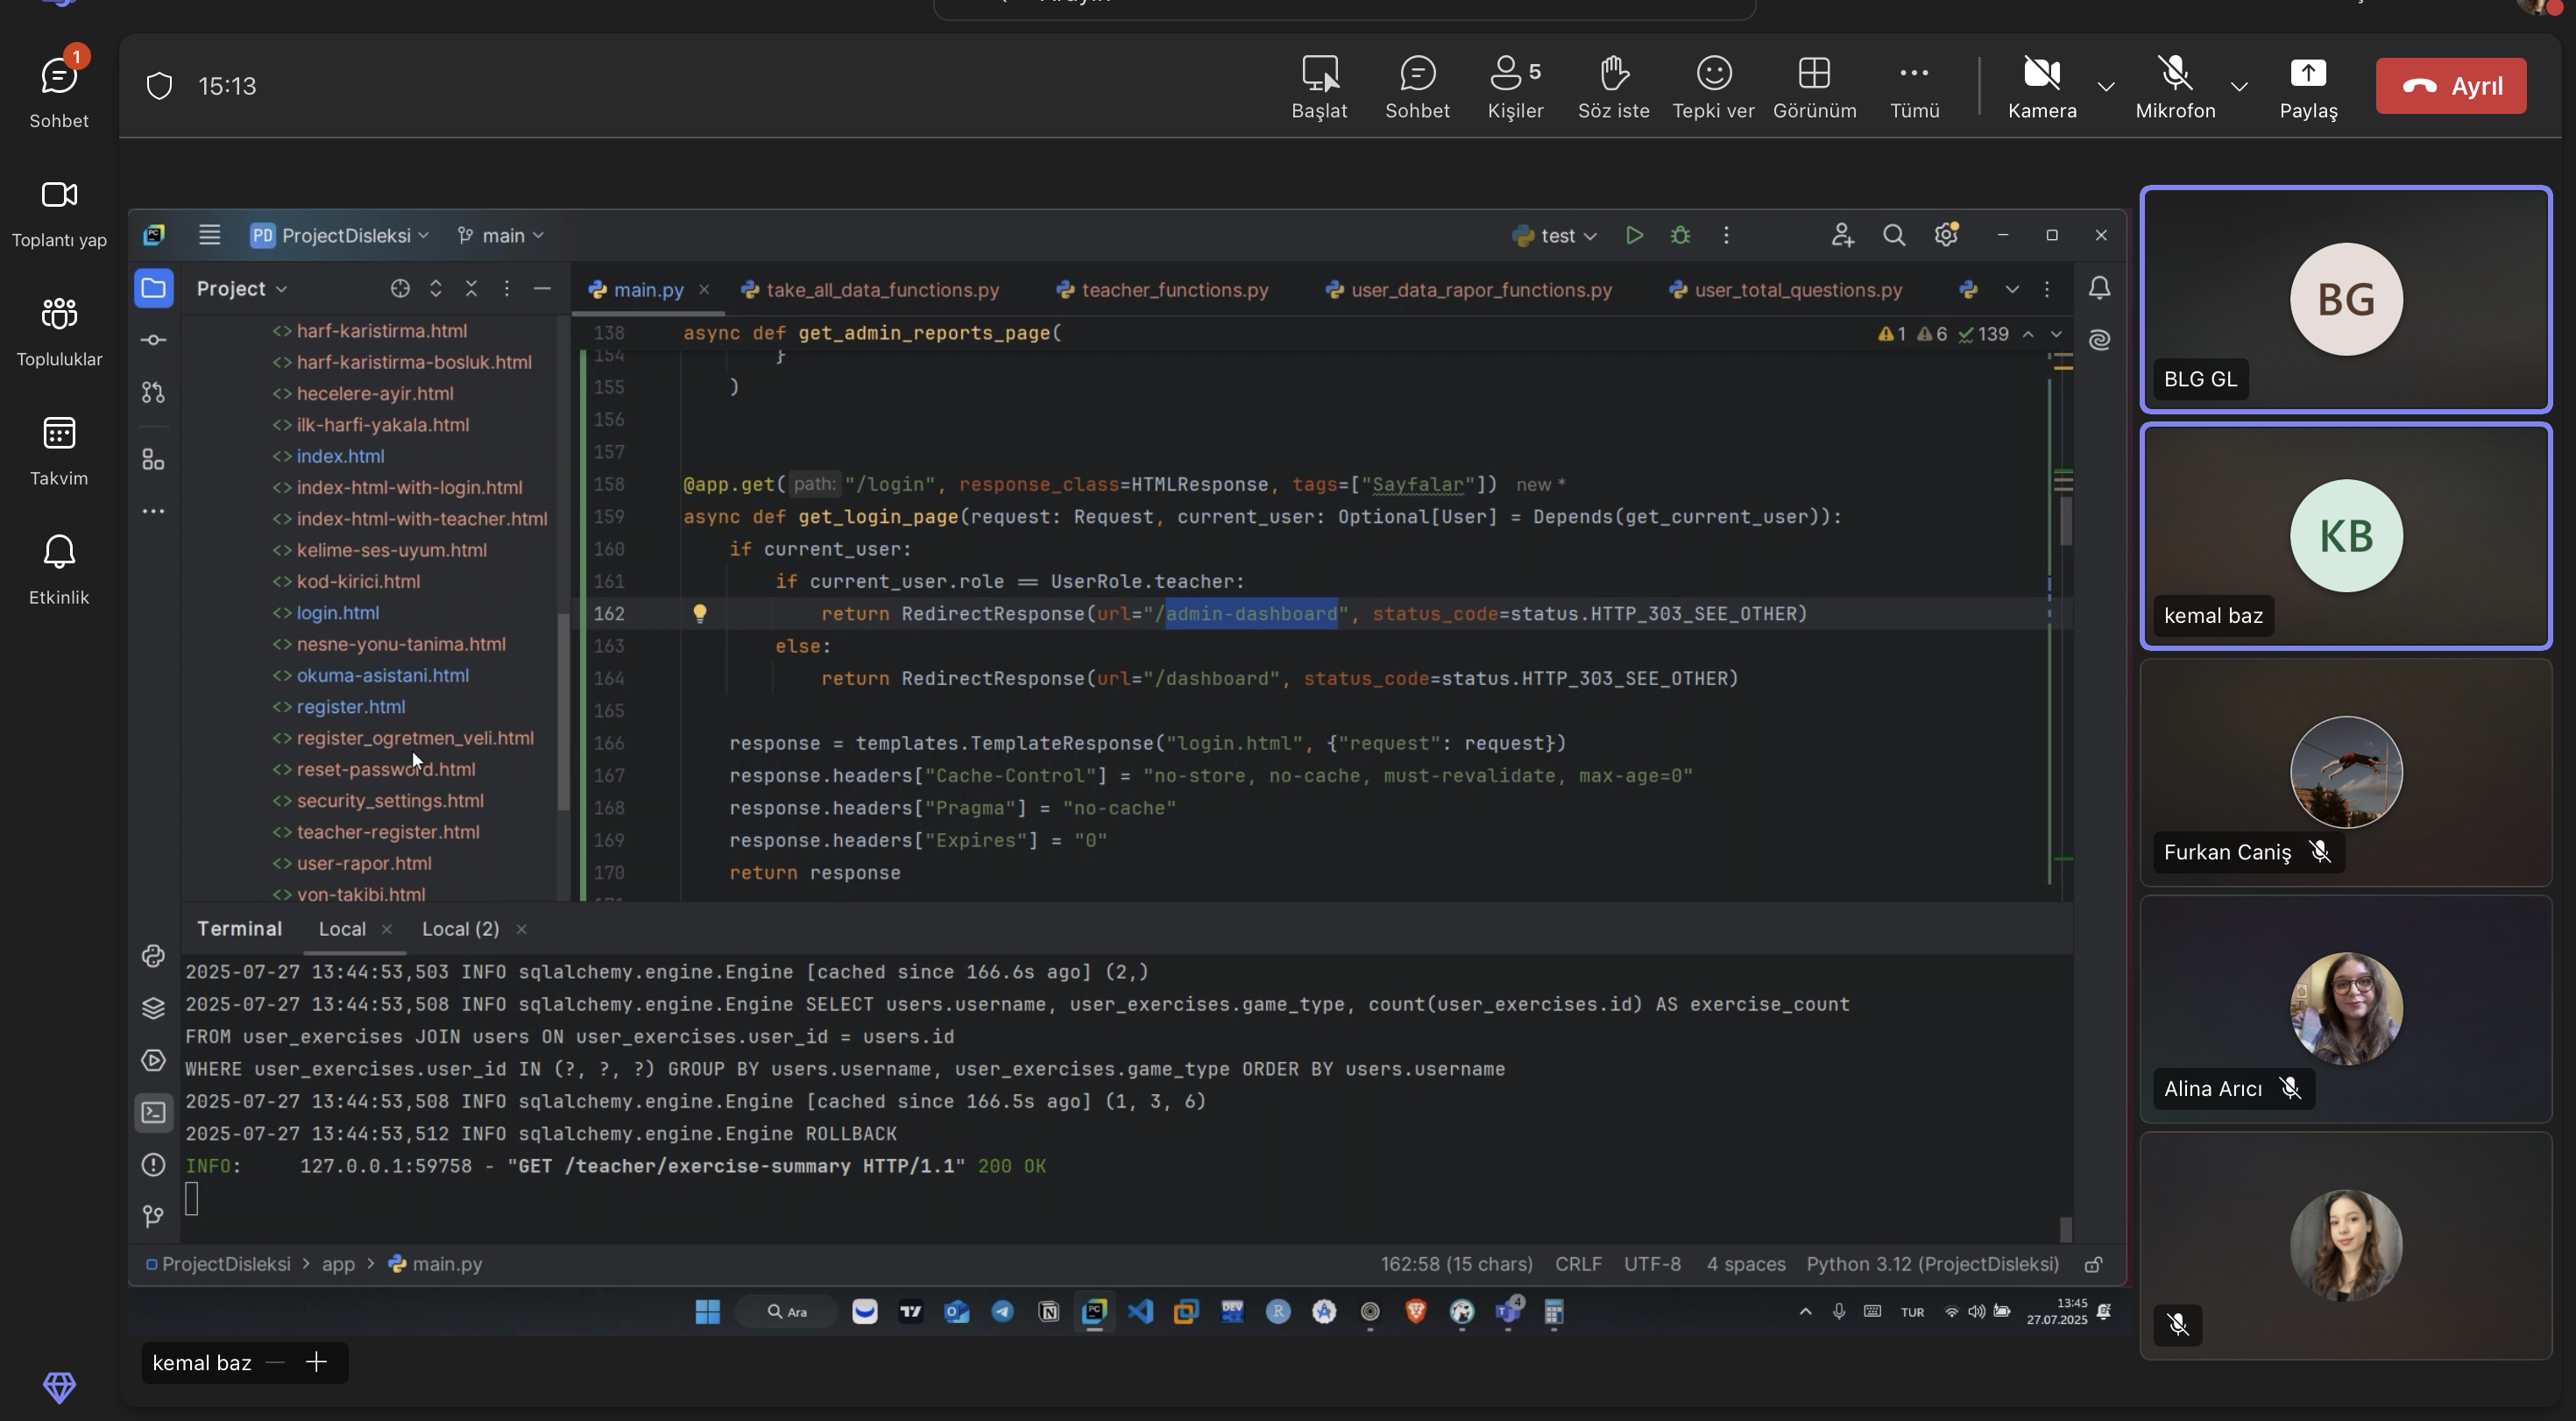 1
Sohbet
Toplantı yap
Topluluklar
Takvim
Etkinlik
15:13
Başlat
Sohbet
5
Kişiler
Söz iste
Tepki ver
Görünüm
Tümü
Kamera
Mikrofon
Paylaş
Ayrıl
PD ProjectDisleksi main
test
Project
harf-karistirma.html
harf-karistirma-bosluk.html
hecelere-ayir.html
ilk-harfi-yakala.html
index.html
index-html-with-login.html
index-html-with-teacher.html
kelime-ses-uyum.html
kod-kirici.html
login.html
nesne-yonu-tanima.html
okuma-asistani.html
register.html
register_ogretmen_veli.html
reset-password.html
security_settings.html
teacher-register.html
user-rapor.html
yon-takibi.html
main.py take_all_data_functions.py teacher_functions.py user_data_rapor_functions.py user_total_questions.py
138 async def get_admin_reports_page(
1 6 139
154 }
155 )
156
157
158 @app.get( path: "/login", response_class=HTMLResponse, tags=["Sayfalar"]) new *
159 async def get_login_page(request: Request, current_user: Optional[User] = Depends(get_current_user)):
160 if current_user:
161 if current_user.role == UserRole.teacher:
162 return RedirectResponse(url="/admin-dashboard", status_code=status.HTTP_303_SEE_OTHER)
163 else:
164 return RedirectResponse(url="/dashboard", status_code=status.HTTP_303_SEE_OTHER)
165
166 response = templates.TemplateResponse("login.html", {"request": request})
167 response.headers["Cache-Control"] = "no-store, no-cache, must-revalidate, max-age=0"
168 response.headers["Pragma"] = "no-cache"
169 response.headers["Expires"] = "0"
170 return response
Terminal Local Local (2)
2025-07-27 13:44:53,503 INFO sqlalchemy.engine.Engine [cached since 166.6s ago] (2,)
2025-07-27 13:44:53,508 INFO sqlalchemy.engine.Engine SELECT users.username, user_exercises.game_type, count(user_exercises.id) AS exercise_count
FROM user_exercises JOIN users ON user_exercises.user_id = users.id
WHERE user_exercises.user_id IN (?, ?, ?) GROUP BY users.username, user_exercises.game_type ORDER BY users.username
2025-07-27 13:44:53,508 INFO sqlalchemy.engine.Engine [cached since 166.5s ago] (1, 3, 6)
2025-07-27 13:44:53,512 INFO sqlalchemy.engine.Engine ROLLBACK
INFO: 127.0.0.1:59758 - "GET /teacher/exercise-summary HTTP/1.1" 200 OK
ProjectDisleksi > app > main.py
162:58 (15 chars) CRLF UTF-8 4 spaces Python 3.12 (ProjectDisleksi)
Ara
DEV
4
TUR
13:45
27.07.2025
kemal baz
BG
BLG GL
KB
kemal baz
Furkan Caniş
Alina Arıcı